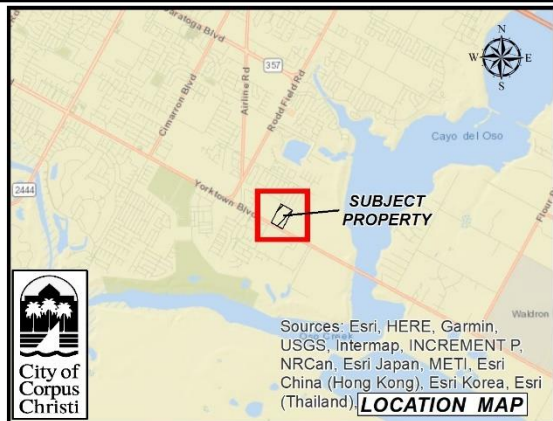 Saratoga Blvd
N
W
E
S
357
Cimarron Blvd
Airline Rd
Rodd Field Rd
Cayo del Oso
2444
Yorktown Blvd
SUBJECT
PROPERTY
Flour
Waldron
Oso Creek
City of
Corpus
Christi
Sources: Esri, HERE, Garmin,
USGS, Intermap, INCREMENT P,
NRCan, Esri Japan, METI, Esri
China (Hong Kong), Esri Korea, Esri
(Thailand),
LOCATION MAP